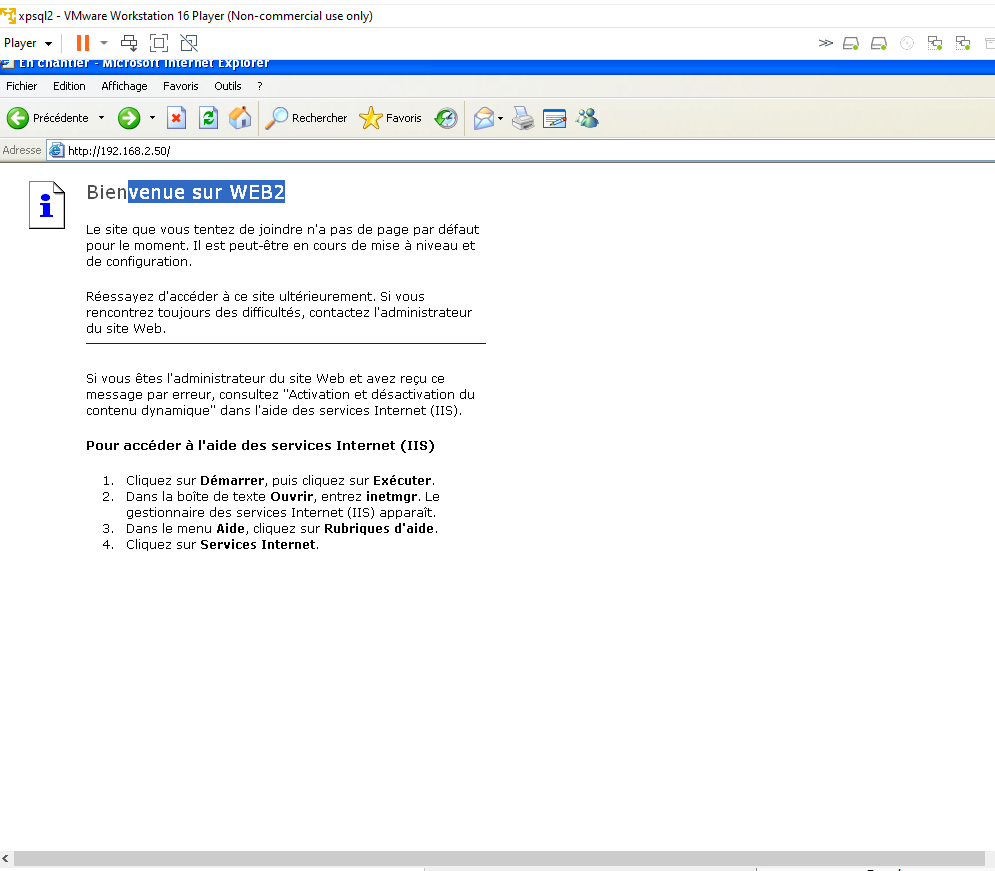 xpsql2 - VMware Workstation 16 Player (Non-commercial use only)
Player
En Chantier - Microsoft Internet Explorer
Fichier Edition Affichage Favoris Outils ?
Précédente Rechercher Favoris
Adresse http://192.168.2.50/
Bienvenue sur WEB2
Le site que vous tentez de joindre n'a pas de page par défaut
pour le moment. Il est peut-être en cours de mise à niveau et
de configuration.
Réessayez d'accéder à ce site ultérieurement. Si vous
rencontrez toujours des difficultés, contactez l'administrateur
du site Web.
Si vous êtes l'administrateur du site Web et avez reçu ce
message par erreur, consultez "Activation et désactivation du
contenu dynamique" dans l'aide des services Internet (IIS).
Pour accéder à l'aide des services Internet (IIS)
1. Cliquez sur Démarrer, puis cliquez sur Exécuter.
2. Dans la boîte de texte Ouvrir, entrez inetmgr. Le
gestionnaire des services Internet (IIS) apparaît.
3. Dans le menu Aide, cliquez sur Rubriques d'aide.
4. Cliquez sur Services Internet.